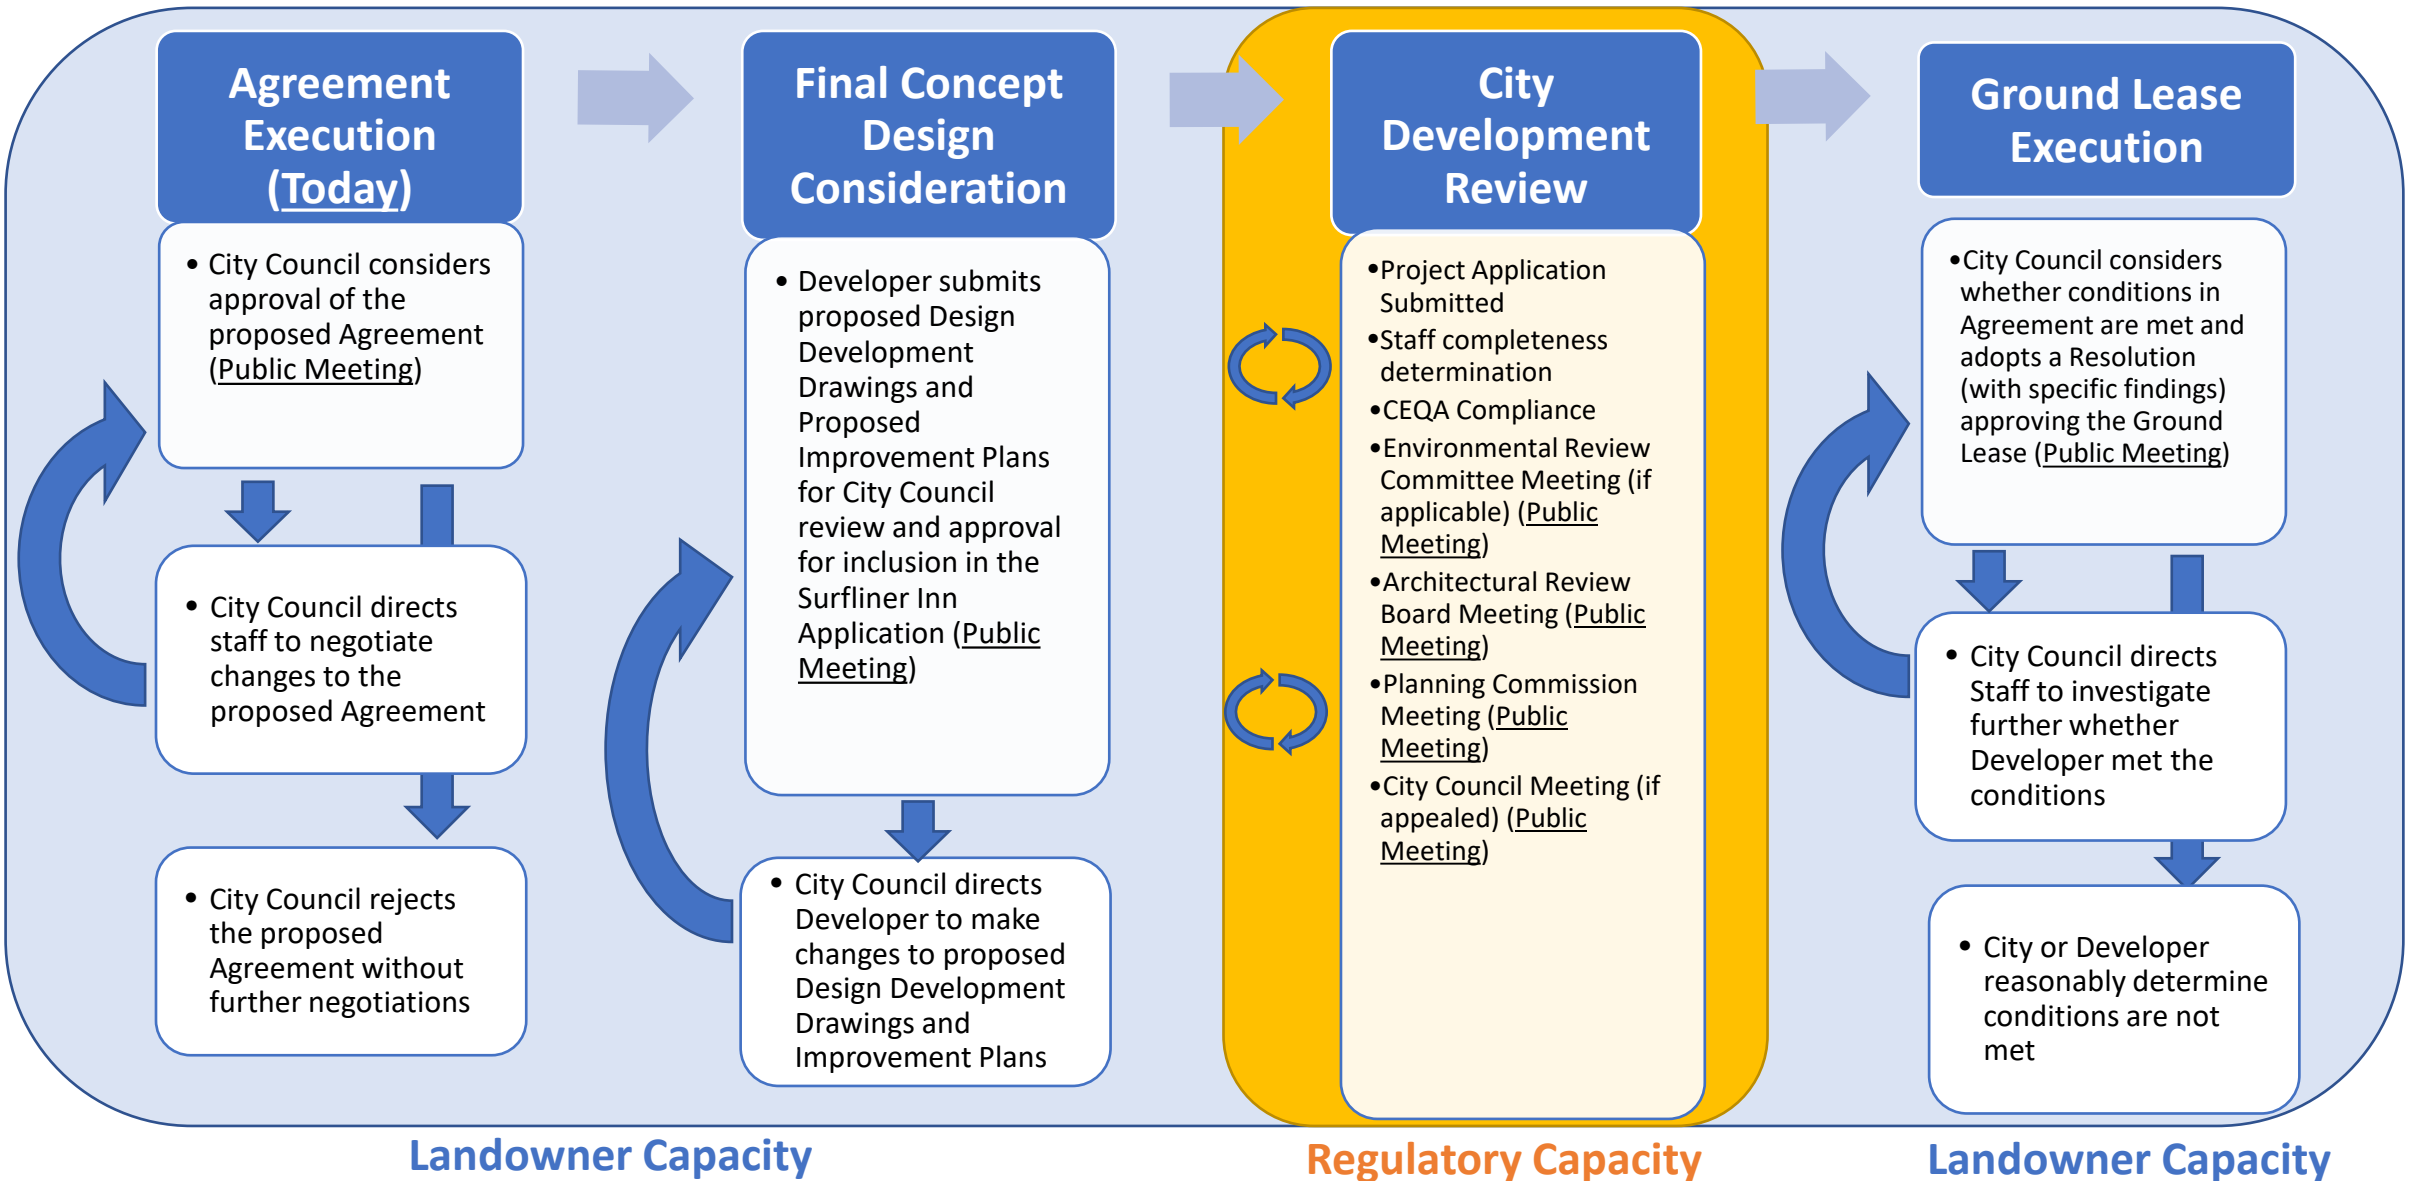 Agreement
Execution
(Today)
• City Council considers
approval of the
proposed Agreement
(Public Meeting)
• City Council directs
staff to negotiate
changes to the
proposed Agreement
• City Council rejects
the proposed
Agreement without
further negotiations
Final Concept
Design
Consideration
• Developer submits
proposed Design
Development
Drawings and
Proposed
Improvement Plans
for City Council
review and approval
for inclusion in the
Surfliner Inn
Application (Public
Meeting)
• City Council directs
Developer to make
changes to proposed
Design Development
Drawings and
Improvement Plans
City
Development
Review
•Project Application
Submitted
•Staff completeness
determination
•CEQA Compliance
•Environmental Review
Committee Meeting (if
applicable) (Public
Meeting)
•Architectural Review
Board Meeting (Public
Meeting)
•Planning Commission
Meeting (Public
Meeting)
•City Council Meeting (if
appealed) (Public
Meeting)
Ground Lease
Execution
•City Council considers
whether conditions in
Agreement are met and
adopts a Resolution
(with specific findings)
approving the Ground
Lease (Public Meeting)
• City Council directs
Staff to investigate
further whether
Developer met the
conditions
• City or Developer
reasonably determine
conditions are not
met
Landowner Capacity
Regulatory Capacity
Landowner Capacity